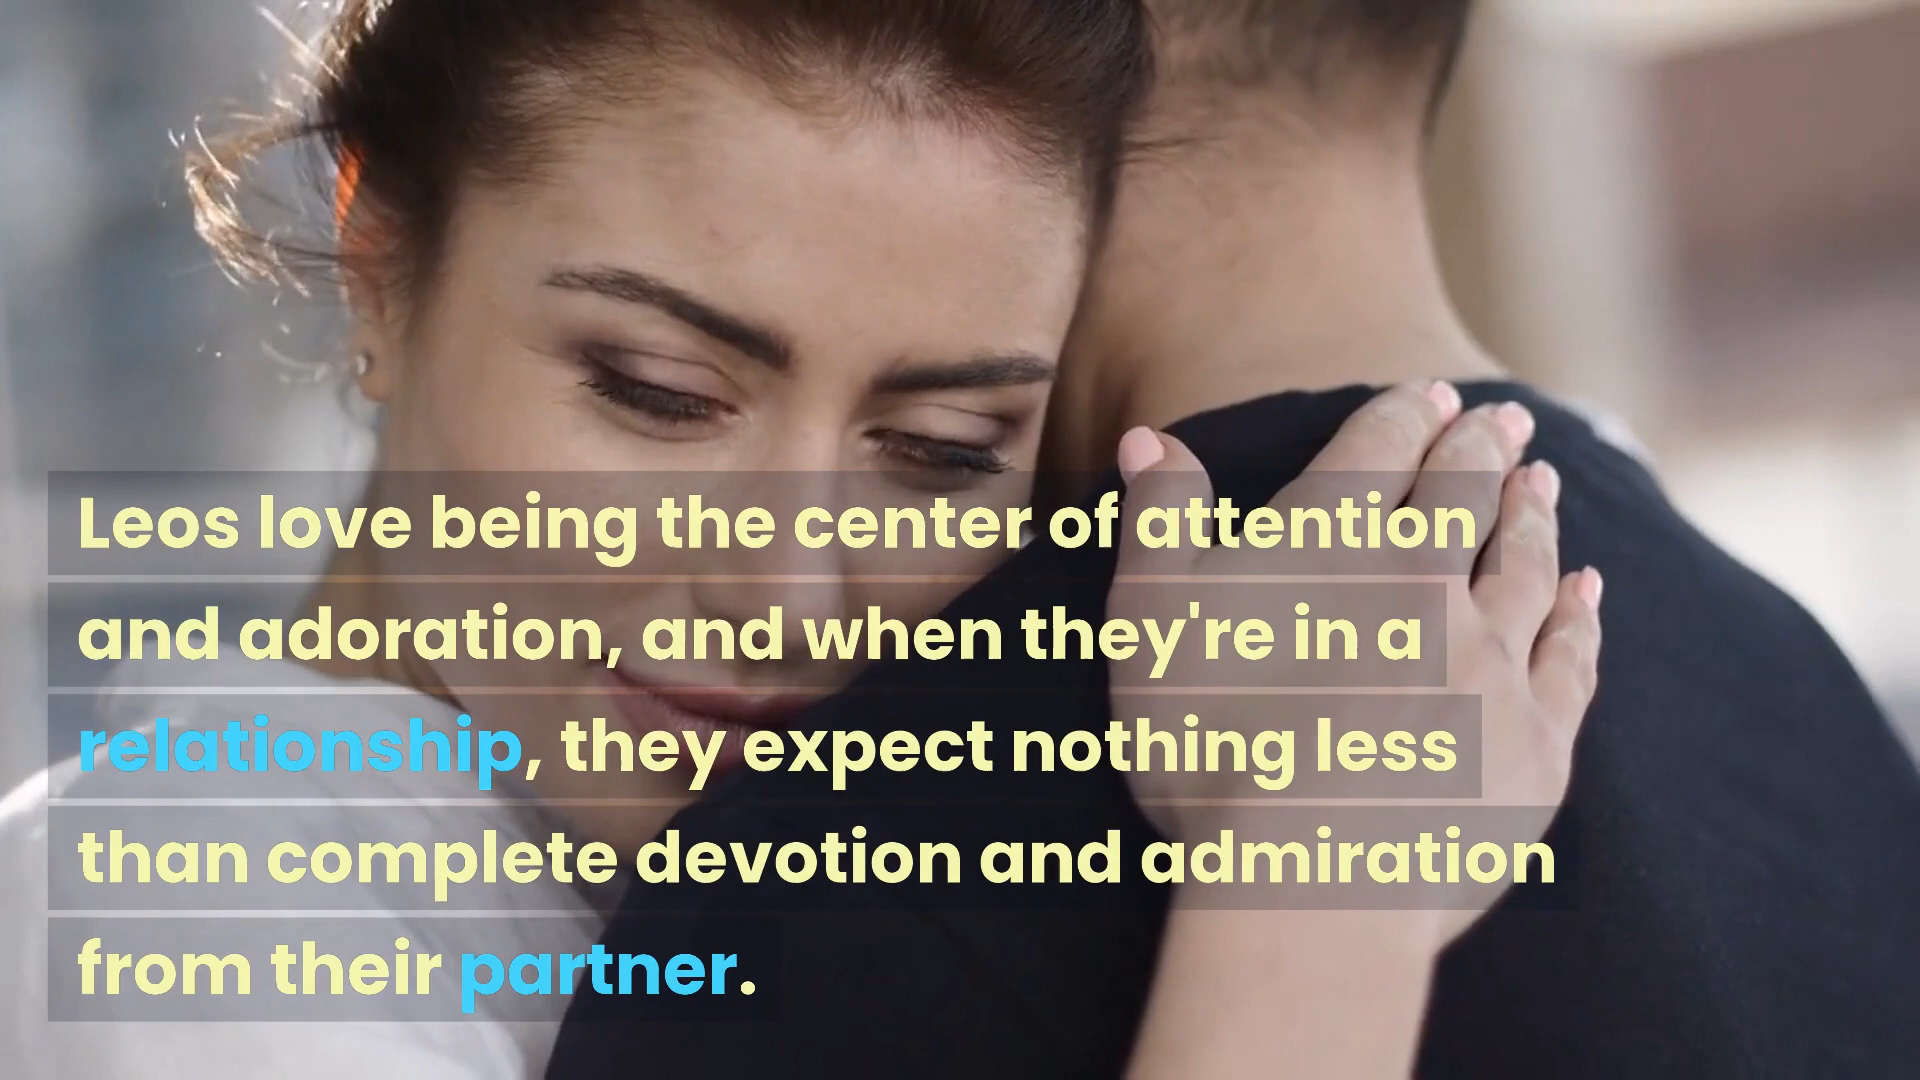 Leos love being the center of attention
and adoration, and when they're in a
relationship, they expect nothing less
than complete devotion and admiration
from their partner.